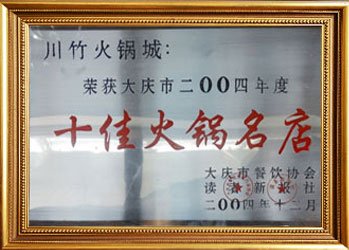 川竹火锅城:
荣获大庆市二00四年度
十佳火锅名店
大庆市餐饮协会
读者新报社
二00四年十二月